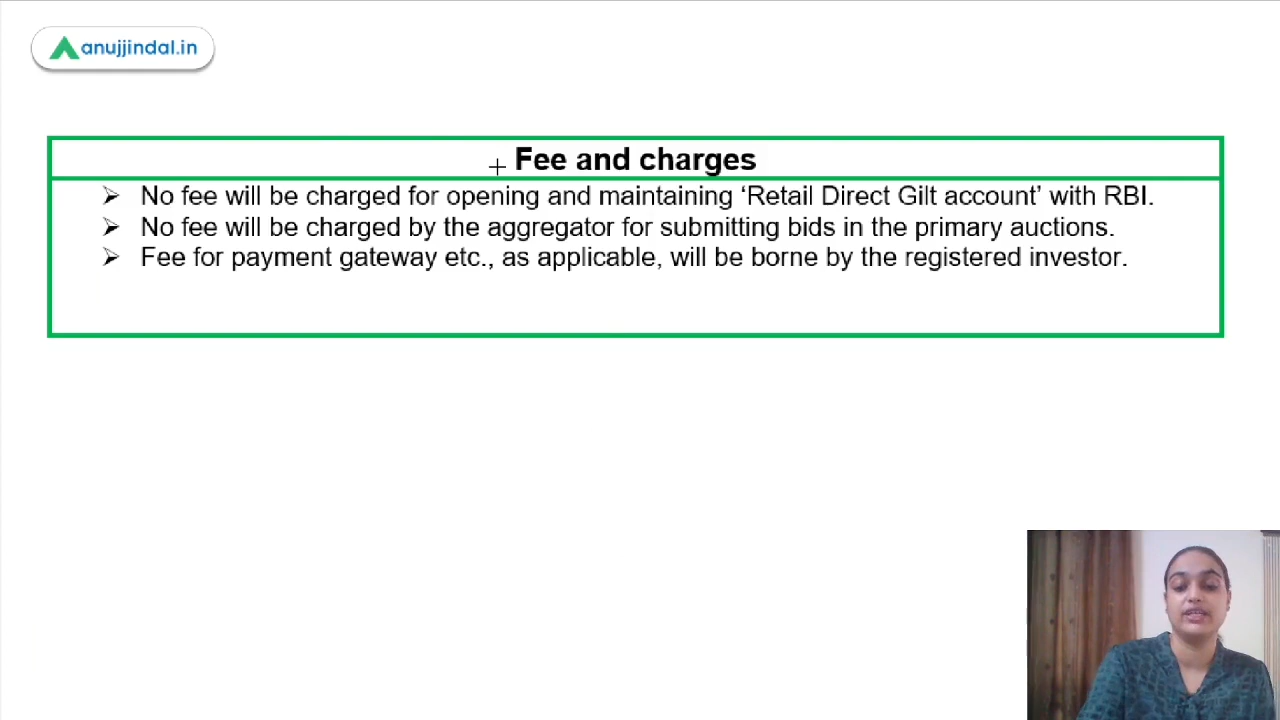 anujjindal.in
Fee and charges
➢ No fee will be charged for opening and maintaining ‘Retail Direct Gilt account’ with RBI.
➢ No fee will be charged by the aggregator for submitting bids in the primary auctions.
➢ Fee for payment gateway etc., as applicable, will be borne by the registered investor.